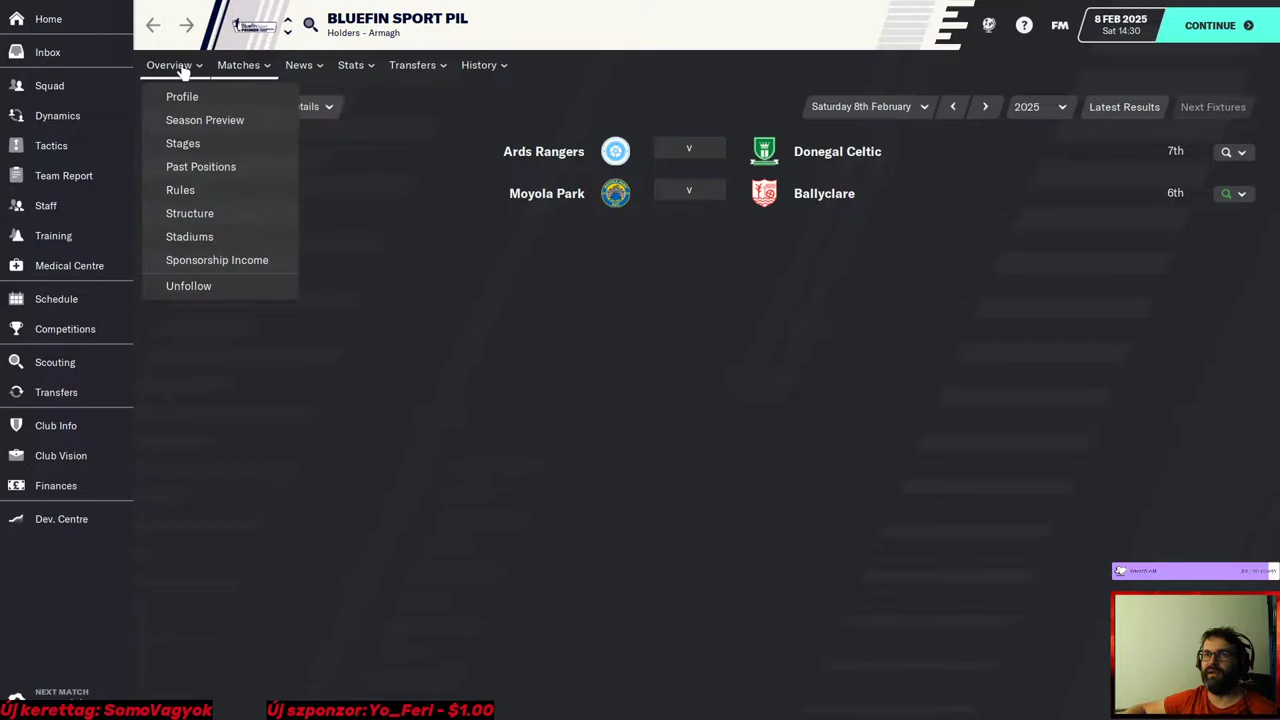 Home
BLUEFIN SPORT PIL
Holders - Armagh
FM
8 FEB 2025
Sat 14:30
CONTINUE
Inbox
Squad
Dynamics
Tactics
Team Report
Staff
Training
Medical Centre
Schedule
Competitions
Scouting
Transfers
Club Info
Club Vision
Finances
Dev. Centre
NEXT MATCH
Overview
Matches
News
Stats
Transfers
History
Profile
Season Preview
Stages
Past Positions
Rules
Structure
Stadiums
Sponsorship Income
Unfollow
Saturday 8th February
2025
Latest Results
Next Fixtures
Ards Rangers v Donegal Celtic 7th
Moyola Park v Ballyclare 6th
Új kerettag: SomoVagyok
Új szponzor:Yo_Feri - $1.00